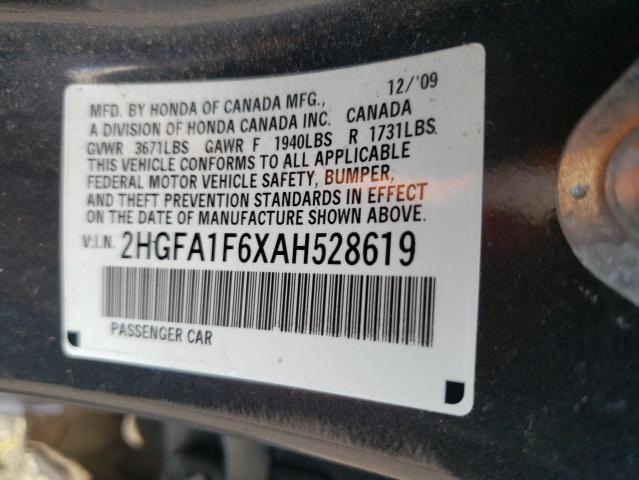 12/'09
MFD. BY HONDA OF CANADA MFG., CANADA
A DIVISION OF HONDA CANADA INC.
GVWR 3671LBS GAWR F 1940LBS R 1731LBS.
THIS VEHICLE CONFORMS TO ALL APPLICABLE
FEDERAL MOTOR VEHICLE SAFETY, BUMPER,
AND THEFT PREVENTION STANDARDS IN EFFECT
ON THE DATE OF MANUFACTURE SHOWN ABOVE.
V.I.N. 2HGFA1F6XAH528619
PASSENGER CAR